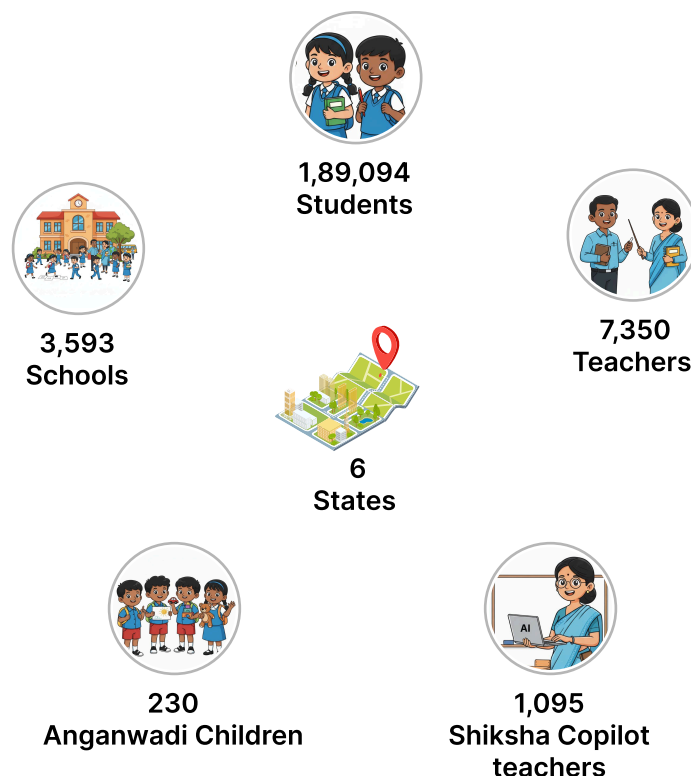 1,89,094
Students
3,593
Schools
7,350
Teachers
6
States
230
Anganwadi Children
AI
1,095
Shiksha Copilot
teachers